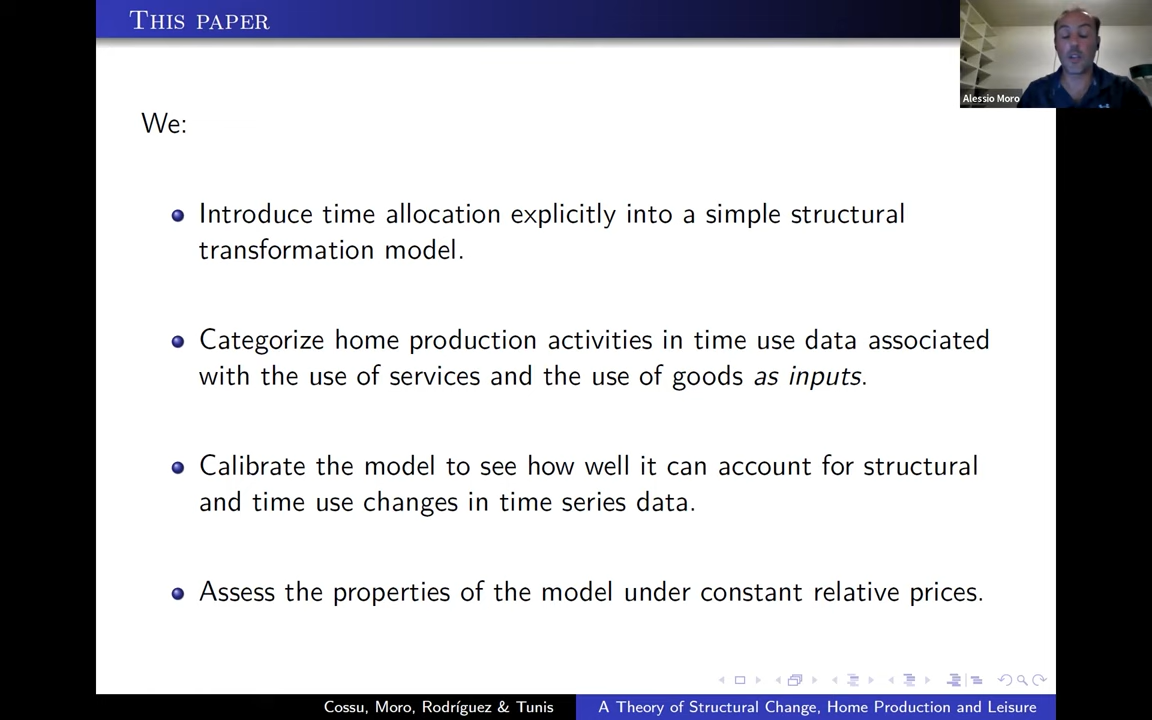 THIS PAPER
Alessio Moro
We:
Introduce time allocation explicitly into a simple structural
transformation model.
Categorize home production activities in time use data associated
with the use of services and the use of goods as inputs.
Calibrate the model to see how well it can account for structural
and time use changes in time series data.
Assess the properties of the model under constant relative prices.
Cossu, Moro, Rodríguez & Tunis
A Theory of Structural Change, Home Production and Leisure